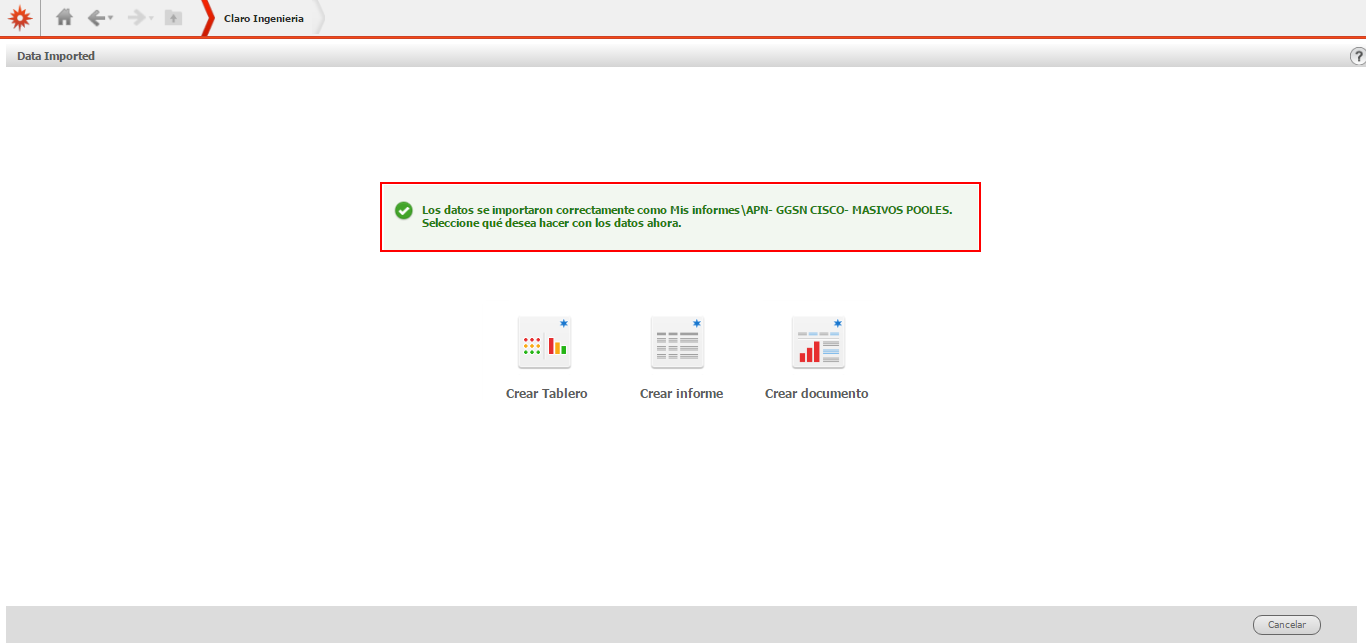 Claro Ingenieria
Data Imported
?
Los datos se importaron correctamente como Mis informes\APN- GGSN CISCO- MASIVOS POOLES.
Seleccione qué desea hacer con los datos ahora.
Crear Tablero
Crear informe
Crear documento
Cancelar